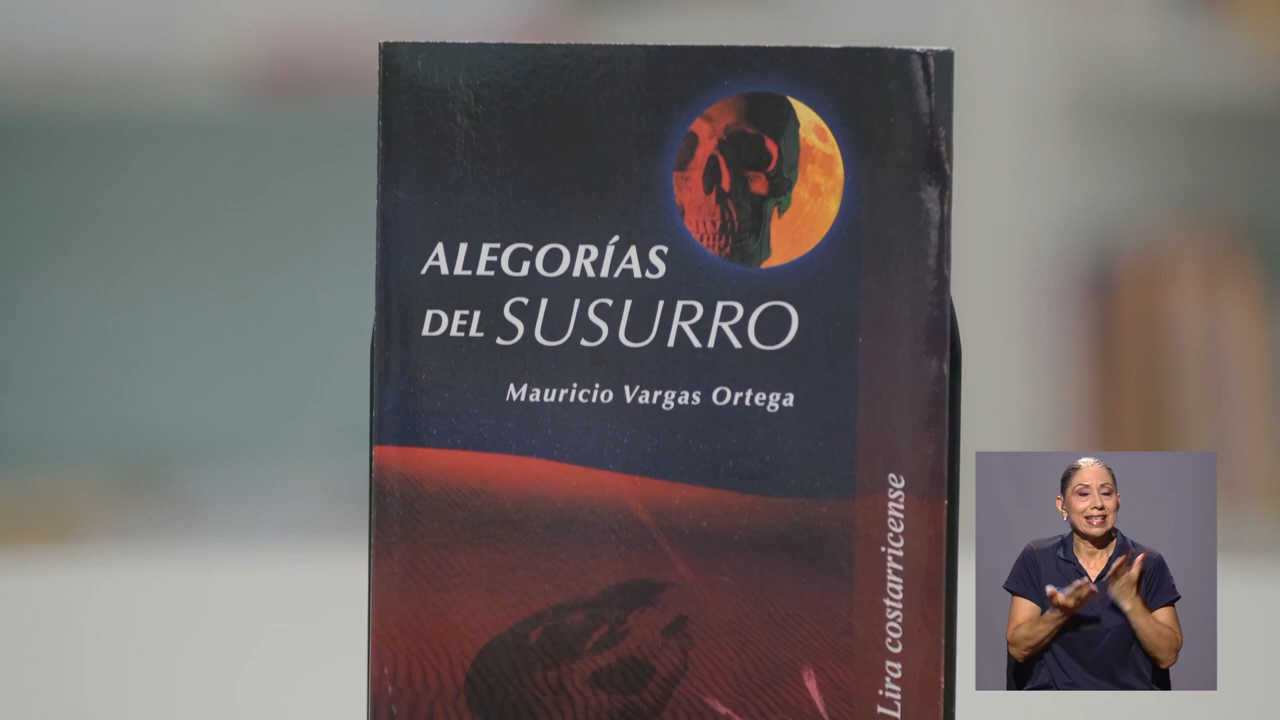 ALEGORÍAS
DEL SUSURRO
Mauricio Vargas Ortega
Lira costarricense